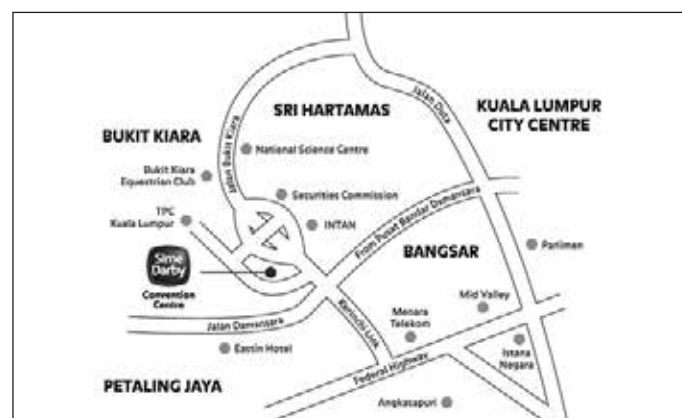 SRI HARTAMAS
KUALA LUMPUR
CITY CENTRE
Jalan Duta
BUKIT KIARA
Jalan Bukit Kiara
National Science Centre
Bukit Kiara
Equestrian Club
Securities Commission
TPC
Kuala Lumpur
INTAN
From Pusat Bandar Damansara
BANGSAR
Parlimen
Sime
Darby
Convention
Centre
Mid Valley
Menara
Telekom
Jalan Damansara
Kerinchi Link
Eastin Hotel
Istana
Negara
Federal Highway
PETALING JAYA
Angkasapuri